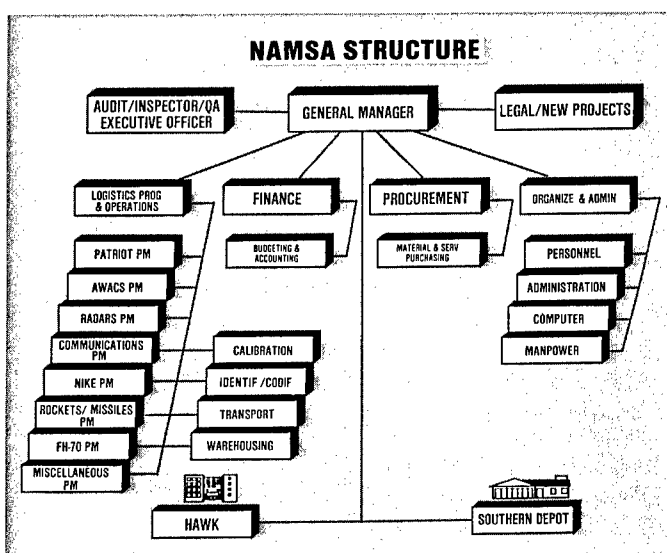 NAMSA STRUCTURE
AUDIT/INSPECTOR/QA
EXECUTIVE OFFICER
GENERAL MANAGER
LEGAL/NEW PROJECTS
LOGISTICS PROG
& OPERATIONS
FINANCE
PROCUREMENT
ORGANIZE & ADMIN
BUDGETING &
ACCOUNTING
MATERIAL & SERV
PURCHASING
PATRIOT PM
AWACS PM
RADARS PM
COMMUNICATIONS
PM
NIKE PM
ROCKETS/ MISSILES
PM
FH-70 PM
MISCELLANEOUS
PM
CALIBRATION
IDENTIF /CODIF
TRANSPORT
WAREHOUSING
PERSONNEL
ADMINISTRATION
COMPUTER
MANPOWER
HAWK
SOUTHERN DEPOT